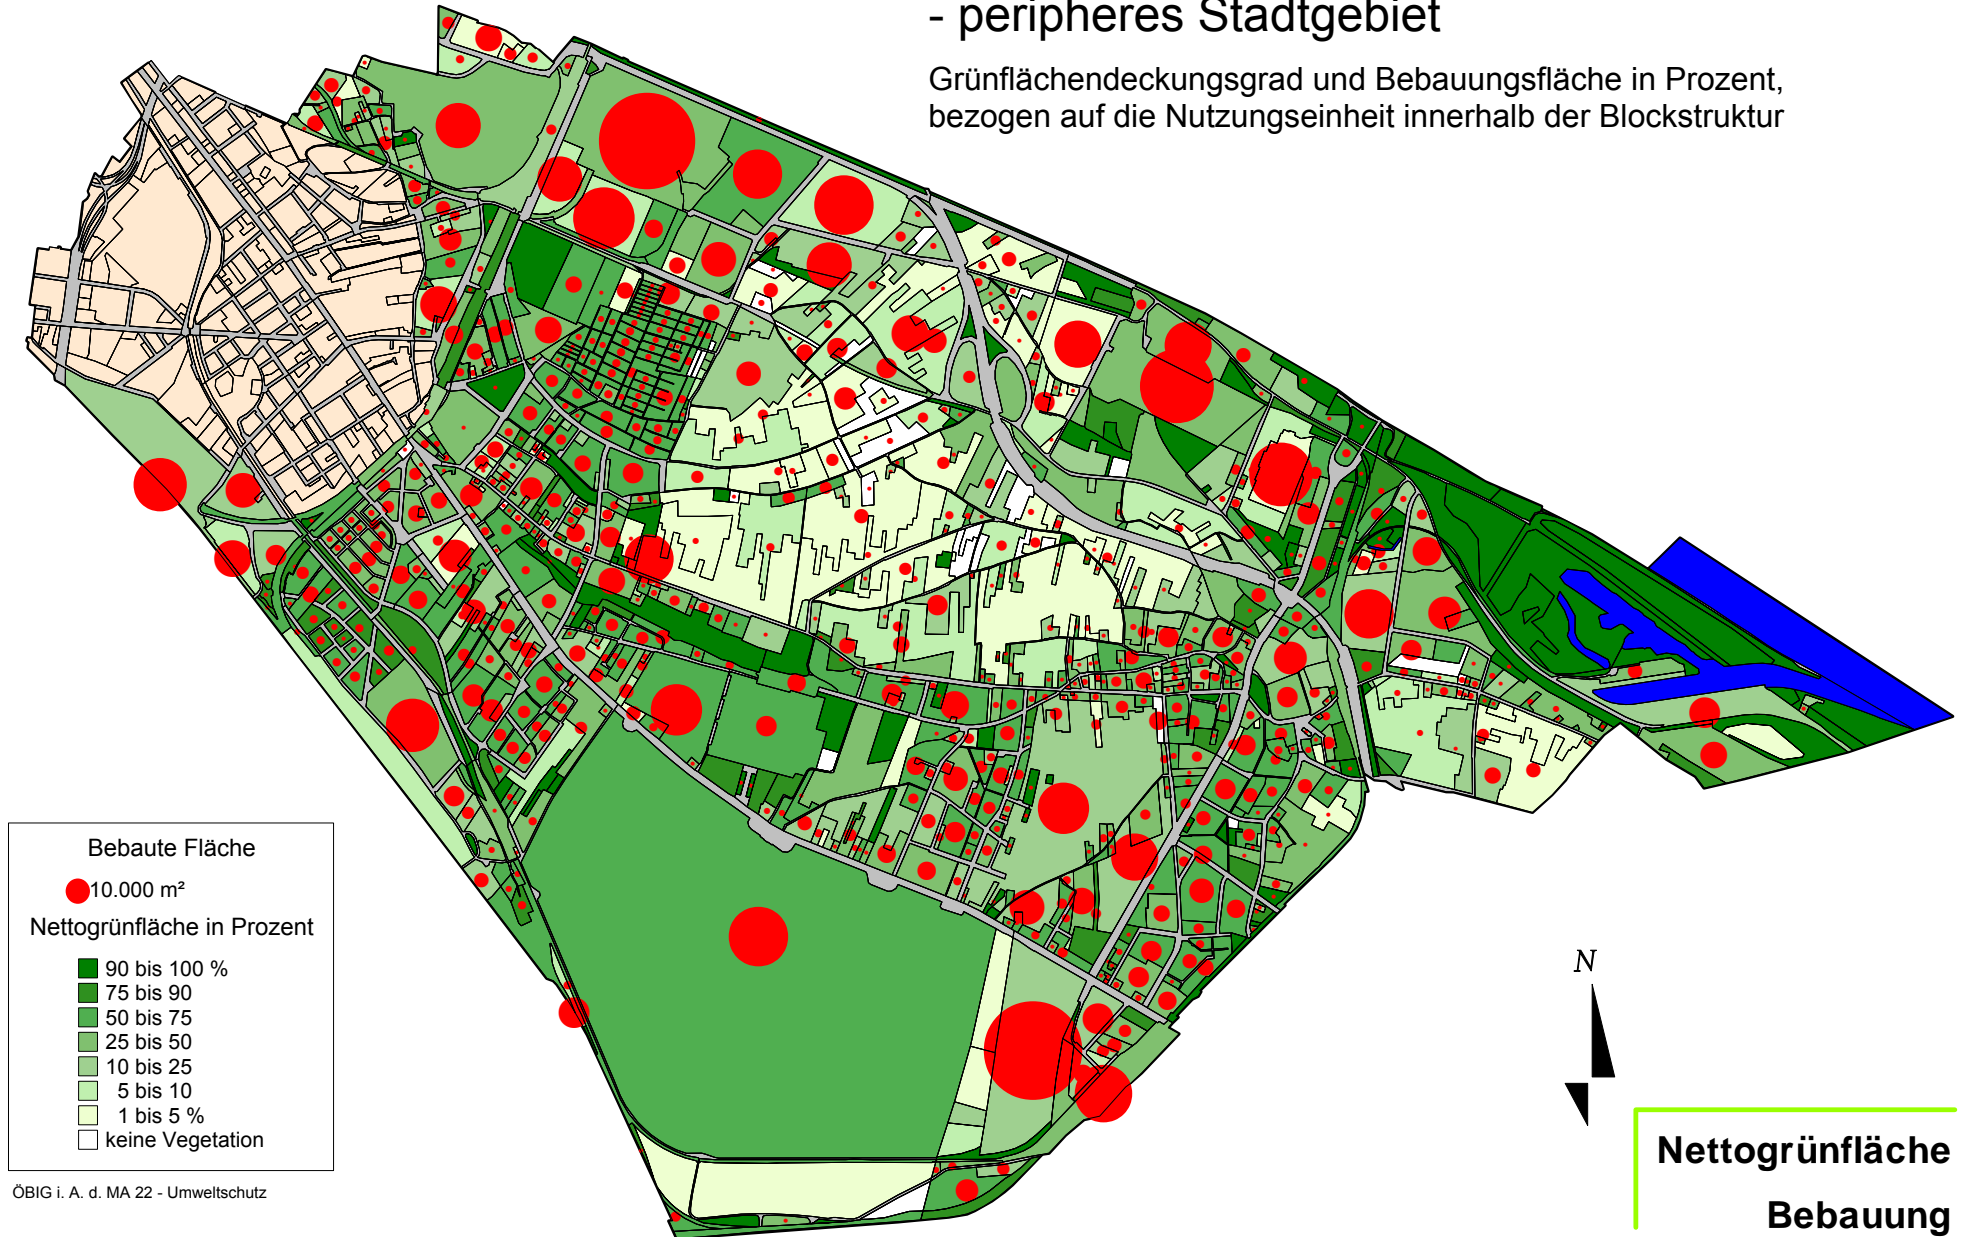 - peripheres Stadtgebiet
Grünflächendeckungsgrad und Bebauungsfläche in Prozent,
bezogen auf die Nutzungseinheit innerhalb der Blockstruktur
Bebaute Fläche
10.000 m²
Nettogrünfläche in Prozent
90 bis 100 %
75 bis 90
50 bis 75
25 bis 50
10 bis 25
5 bis 10
1 bis 5 %
keine Vegetation
ÖBIG i. A. d. MA 22 - Umweltschutz
N
Nettogrünfläche
Bebauung